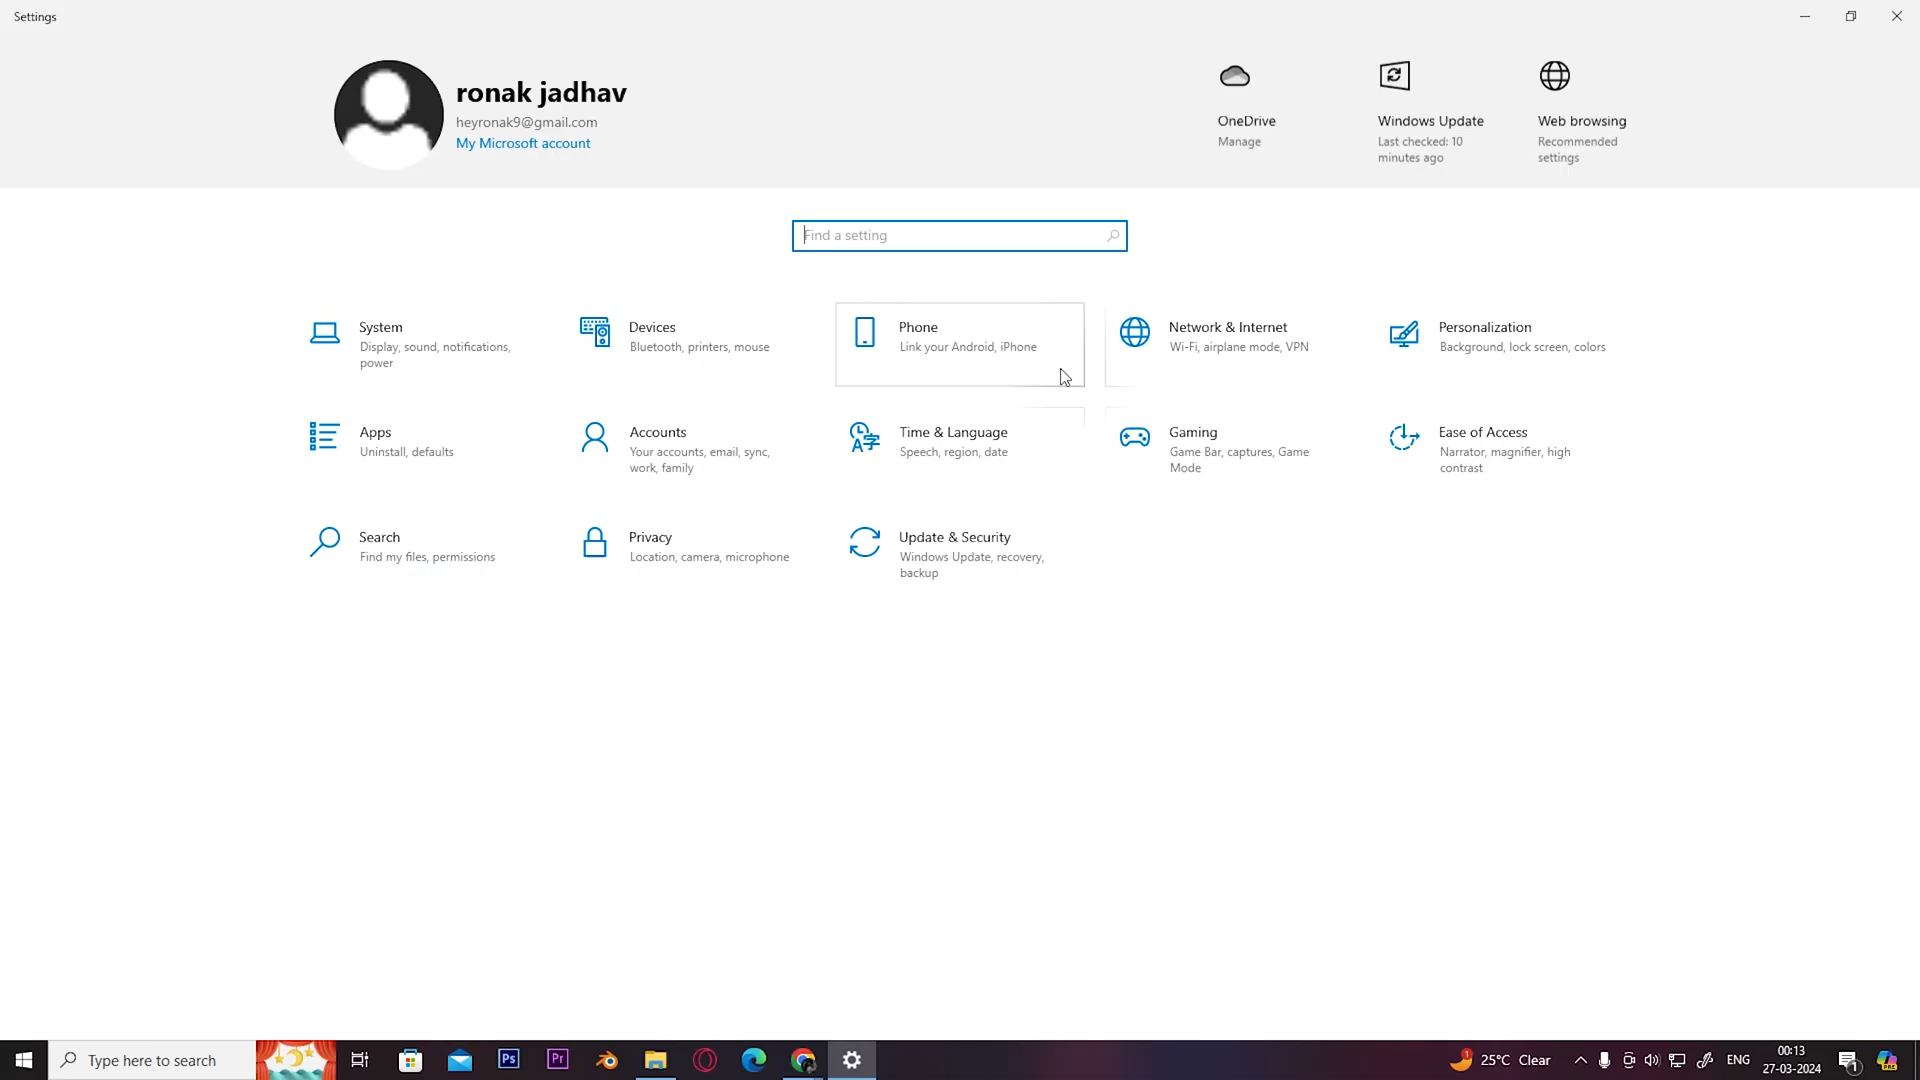 Settings
ronak jadhav
heyronak9@gmail.com
My Microsoft account
OneDrive
Manage
Windows Update
Last checked: 10
minutes ago
Web browsing
Recommended
settings
Find a setting
System
Display, sound, notifications,
power
Devices
Bluetooth, printers, mouse
Phone
Link your Android, iPhone
Network & Internet
Wi-Fi, airplane mode, VPN
Personalization
Background, lock screen, colors
Apps
Uninstall, defaults
Accounts
Your accounts, email, sync,
work, family
Time & Language
Speech, region, date
Gaming
Game Bar, captures, Game
Mode
Ease of Access
Narrator, magnifier, high
contrast
Search
Find my files, permissions
Privacy
Location, camera, microphone
Update & Security
Windows Update, recovery,
backup
Type here to search
Ps
Pr
1
25°C Clear
ENG
00:13
27-03-2024
1
PRE